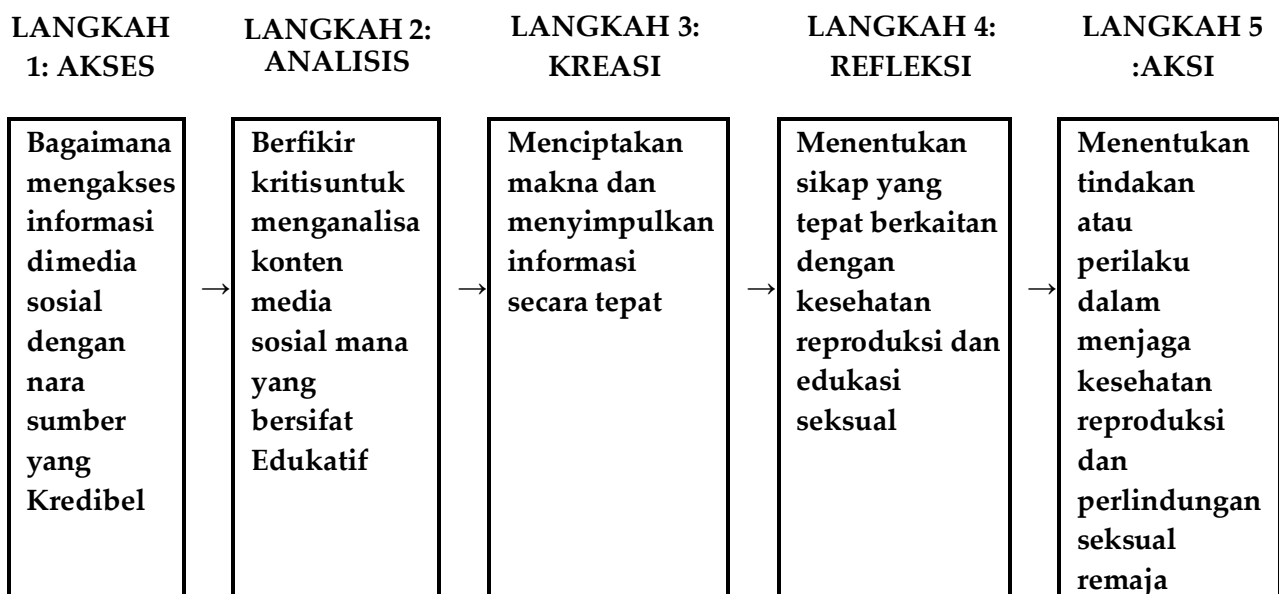 LANGKAH
1: AKSES
LANGKAH 2:
ANALISIS
LANGKAH 3:
KREASI
LANGKAH 4:
REFLEKSI
LANGKAH 5
:AKSI
Bagaimana
mengakses
informasi
dimedia
sosial
dengan
nara
sumber
yang
Kredibel
→
Berfikir
kritisuntuk
menganalisa
konten
media
sosial mana
yang
bersifat
Edukatif
→
Menciptakan
makna dan
menyimpulkan
informasi
secara tepat
→
Menentukan
sikap yang
tepat berkaitan
dengan
kesehatan
reproduksi dan
edukasi
seksual
→
Menentukan
tindakan
atau
perilaku
dalam
menjaga
kesehatan
reproduksi
dan
perlindungan
seksual
remaja